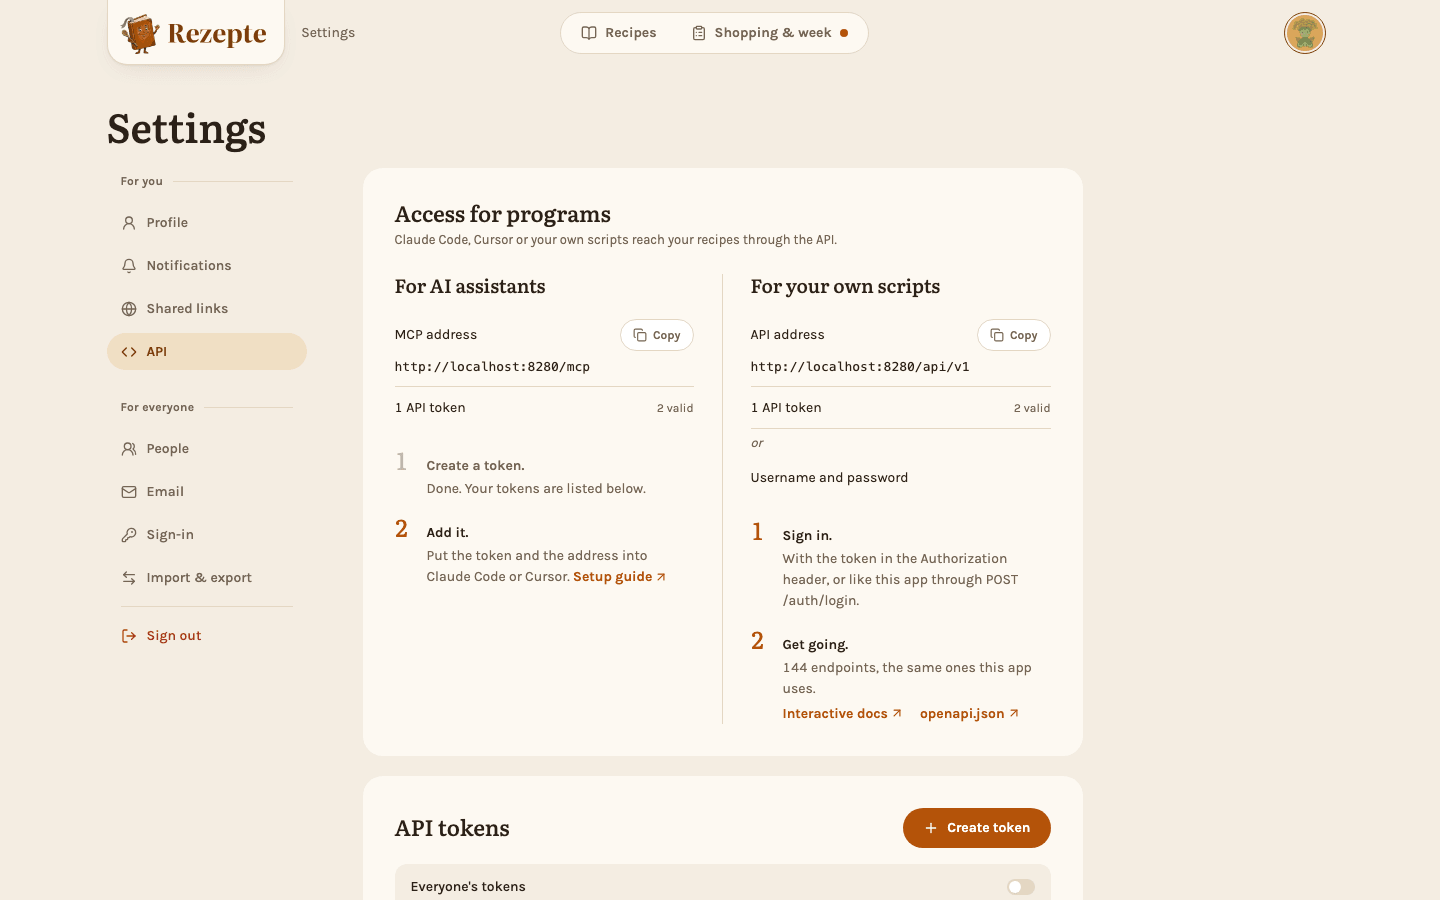 Rezepte
Settings
Recipes
Shopping & week
Settings
For you
Profile
Notifications
Shared links
API
For everyone
People
Email
Sign-in
Import & export
Sign out
Access for programs
Claude Code, Cursor or your own scripts reach your recipes through the API.
For AI assistants
MCP address
Copy
http://localhost:8280/mcp
1 API token
2 valid
1
Create a token.
Done. Your tokens are listed below.
2
Add it.
Put the token and the address into
Claude Code or Cursor. Setup guide
For your own scripts
API address
Copy
http://localhost:8280/api/v1
1 API token
2 valid
or
Username and password
1
Sign in.
With the token in the Authorization
header, or like this app through POST
/auth/login.
2
Get going.
144 endpoints, the same ones this app
uses.
Interactive docs
openapi.json
API tokens
Create token
Everyone's tokens